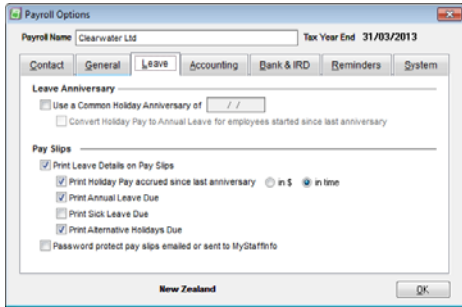 Payroll Options
Payroll Name Clearwater Ltd Tax Year End 31/03/2013
Contact General Leave Accounting Bank & IRD Reminders System
Leave Anniversary
Use a Common Holiday Anniversary of / /
Convert Holiday Pay to Annual Leave for employees started since last anniversary
Pay Slips
Print Leave Details on Pay Slips
Print Holiday Pay accrued since last anniversary in $ in time
Print Annual Leave Due
Print Sick Leave Due
Print Alternative Holidays Due
Password protect pay slips emailed or sent to MyStaffInfo
New Zealand OK